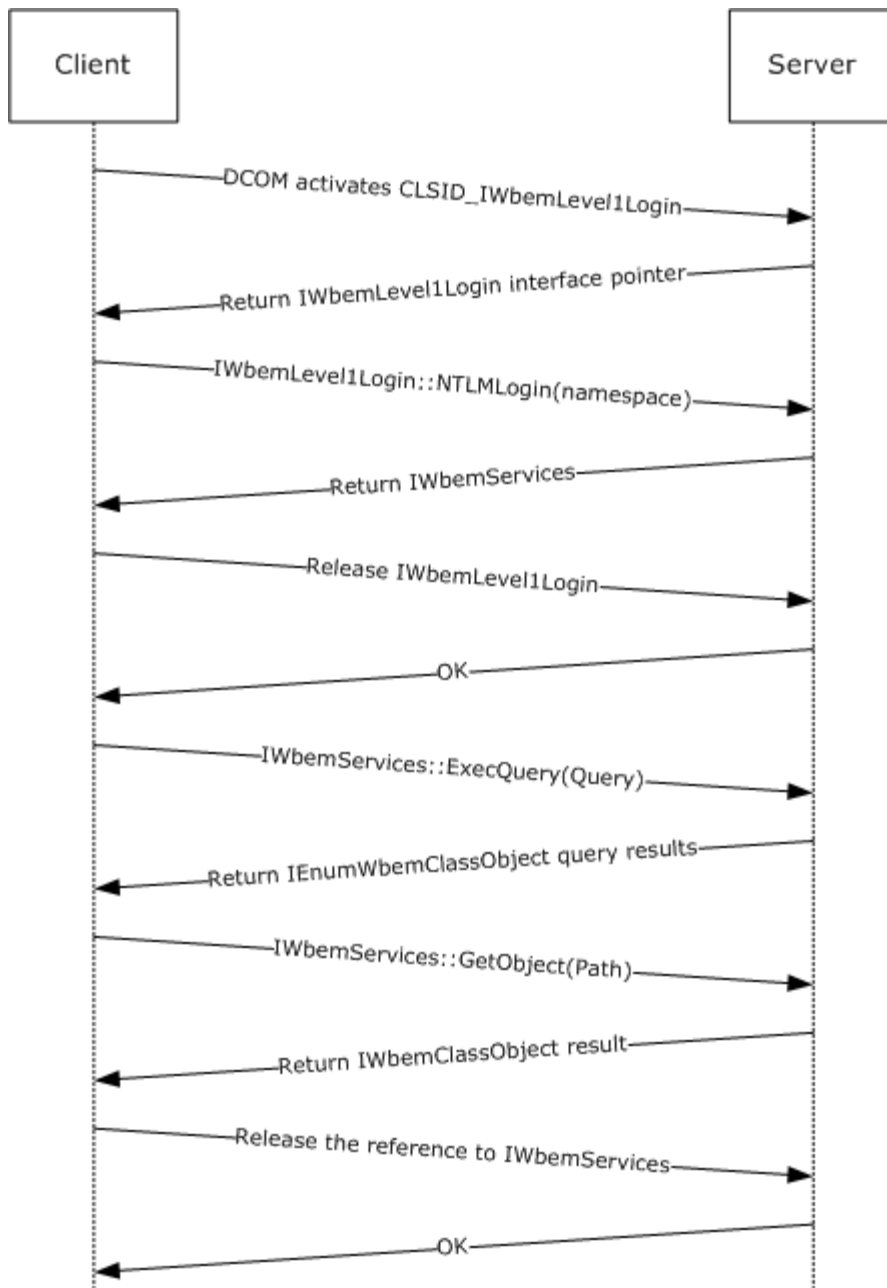 Client
Server
DCOM activates CLSID_IWbemLevel1Login
Return IWbemLevel1Login interface pointer
IWbemLevel1Login::NTLMLogin(namespace)
Return IWbemServices
Release IWbemLevel1Login
OK
IWbemServices::ExecQuery(Query)
Return IEnumWbemClassObject query results
IWbemServices::GetObject(Path)
Return IWbemClassObject result
Release the reference to IWbemServices
OK